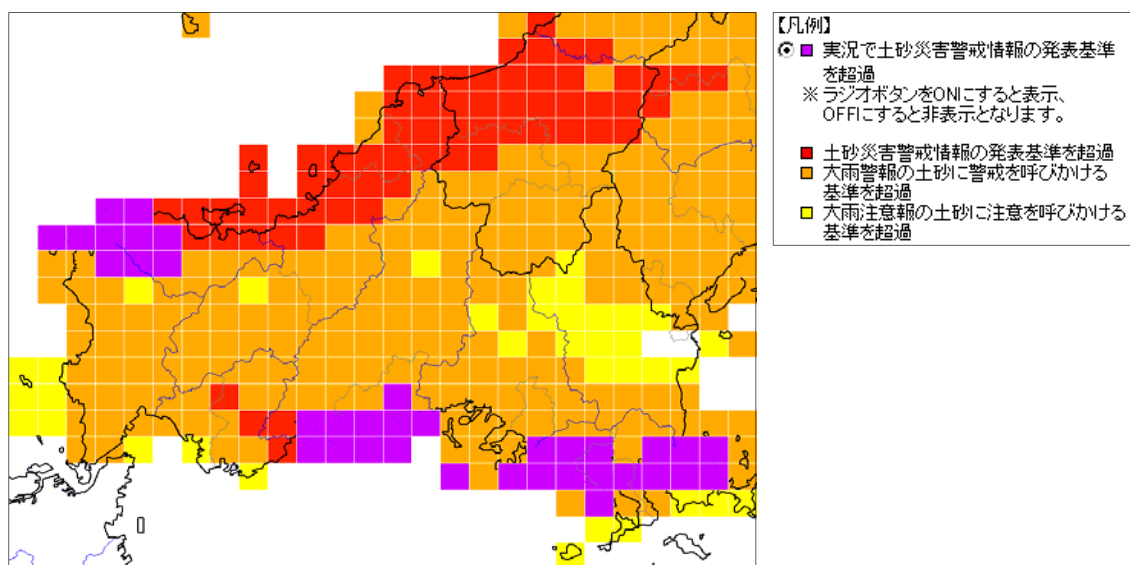 【凡例】
実況で土砂災害警戒情報の発表基準
を超過
※ ラジオボタンをONにすると表示、
OFFにすると非表示となります。
土砂災害警戒情報の発表基準を超過
大雨警報の土砂に警戒を呼びかける
基準を超過
大雨注意報の土砂に注意を呼びかける
基準を超過